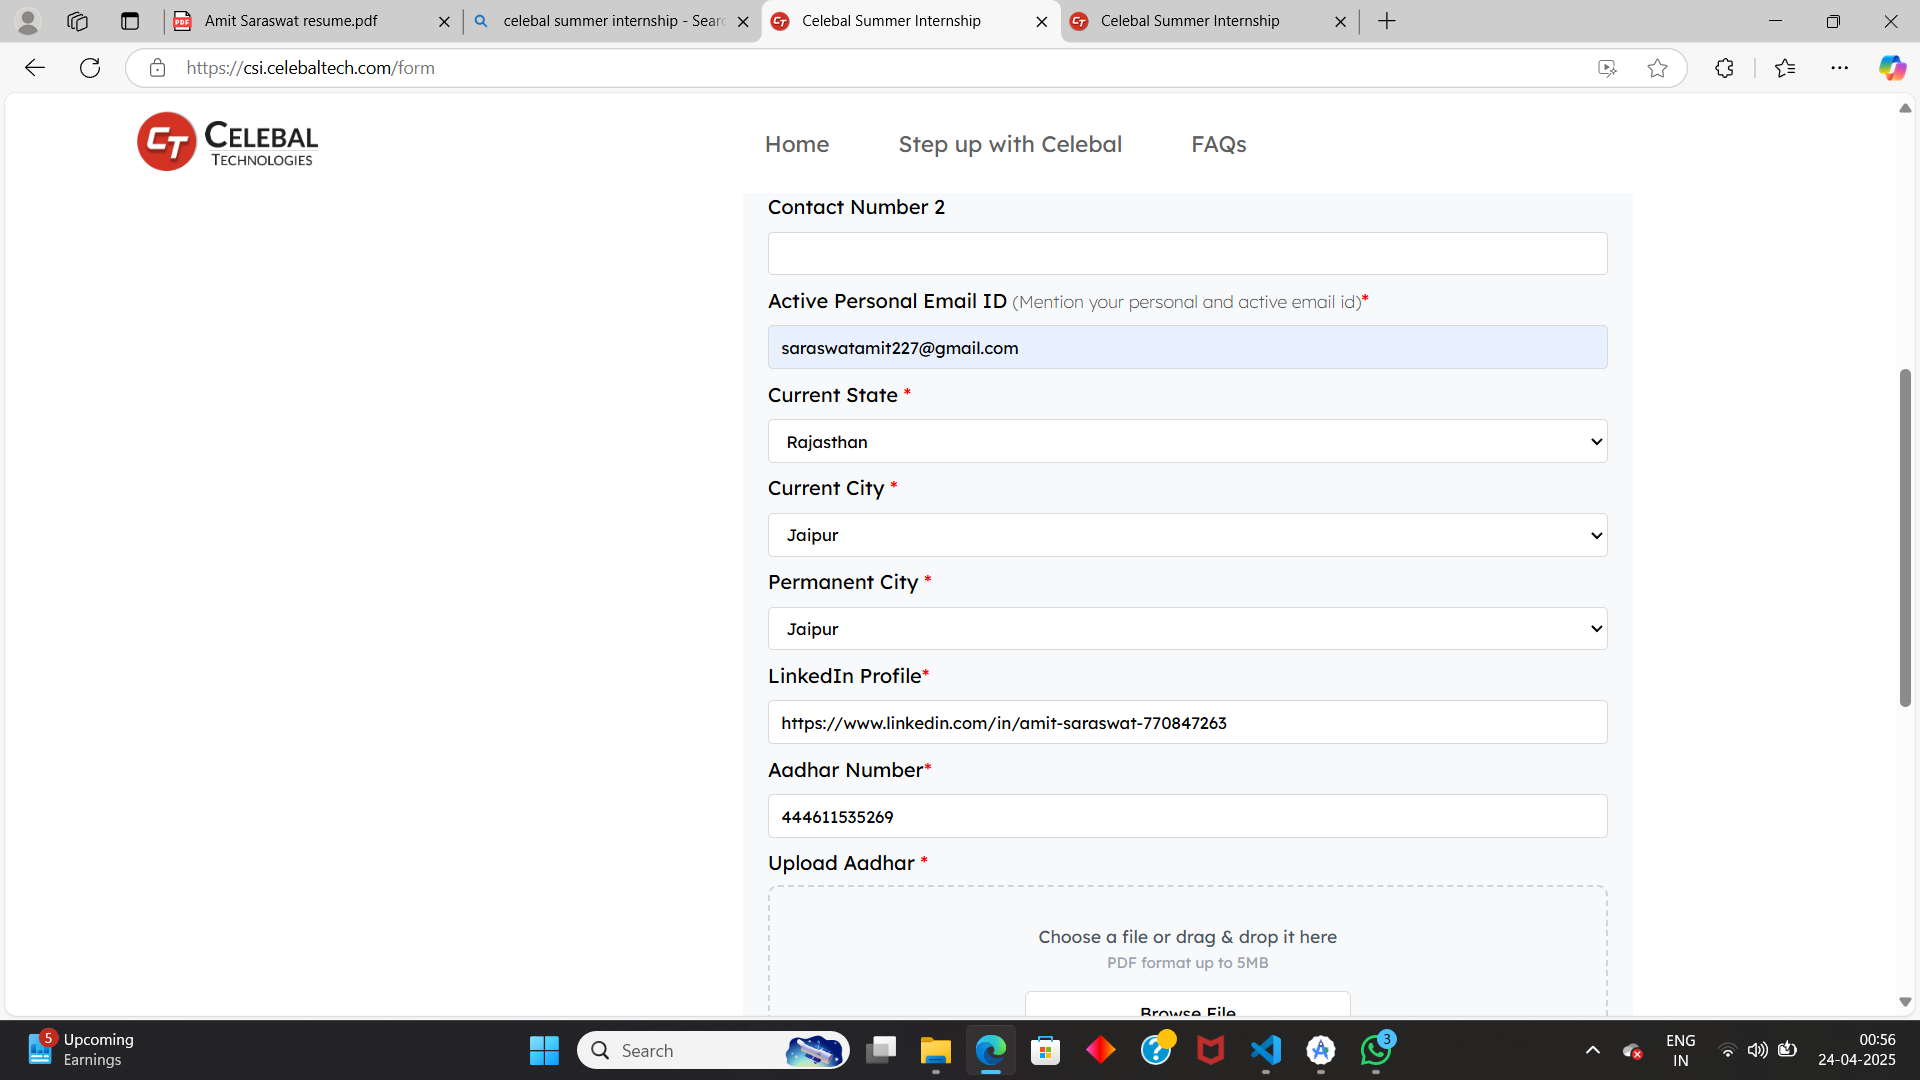 Amit Saraswat resume.pdf
celebal summer internship - Sear
Celebal Summer Internship
Celebal Summer Internship
https://csi.celebaltech.com/form
CT CELEBAL
TECHNOLOGIES
Home
Step up with Celebal
FAQs
Contact Number 2
Active Personal Email ID (Mention your personal and active email id)*
saraswatamit227@gmail.com
Current State *
Rajasthan
Current City *
Jaipur
Permanent City *
Jaipur
LinkedIn Profile*
https://www.linkedin.com/in/amit-saraswat-770847263
Aadhar Number*
444611535269
Upload Aadhar *
Choose a file or drag & drop it here
PDF format up to 5MB
Browse File
5
Upcoming
Earnings
Search
3
ENG
IN
00:56
24-04-2025